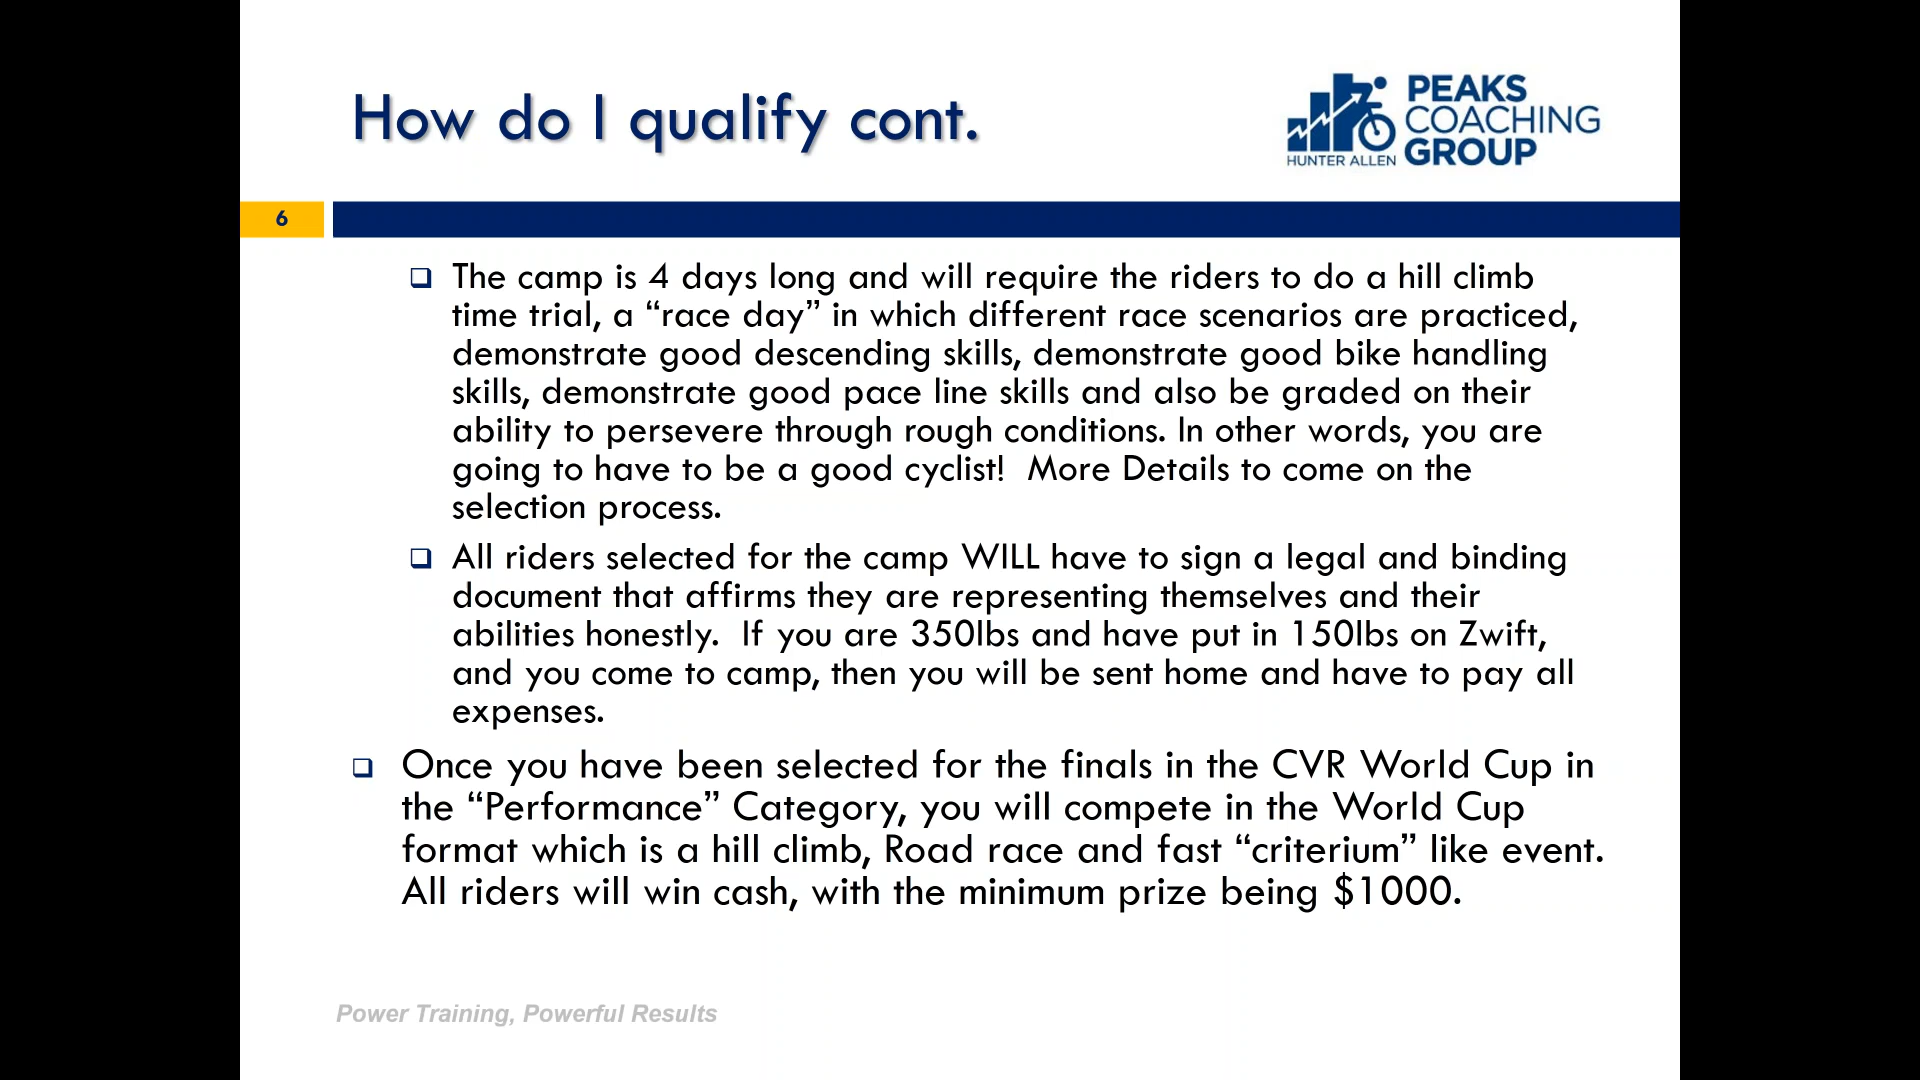 How do I qualify cont.
PEAKS
COACHING
GROUP
HUNTER ALLEN
6
The camp is 4 days long and will require the riders to do a hill climb
time trial, a “race day” in which different race scenarios are practiced,
demonstrate good descending skills, demonstrate good bike handling
skills, demonstrate good pace line skills and also be graded on their
ability to persevere through rough conditions. In other words, you are
going to have to be a good cyclist!  More Details to come on the
selection process.
All riders selected for the camp WILL have to sign a legal and binding
document that affirms they are representing themselves and their
abilities honestly.  If you are 350lbs and have put in 150lbs on Zwift,
and you come to camp, then you will be sent home and have to pay all
expenses.
Once you have been selected for the finals in the CVR World Cup in
the “Performance” Category, you will compete in the World Cup
format which is a hill climb, Road race and fast “criterium” like event.
All riders will win cash, with the minimum prize being $1000.
Power Training, Powerful Results